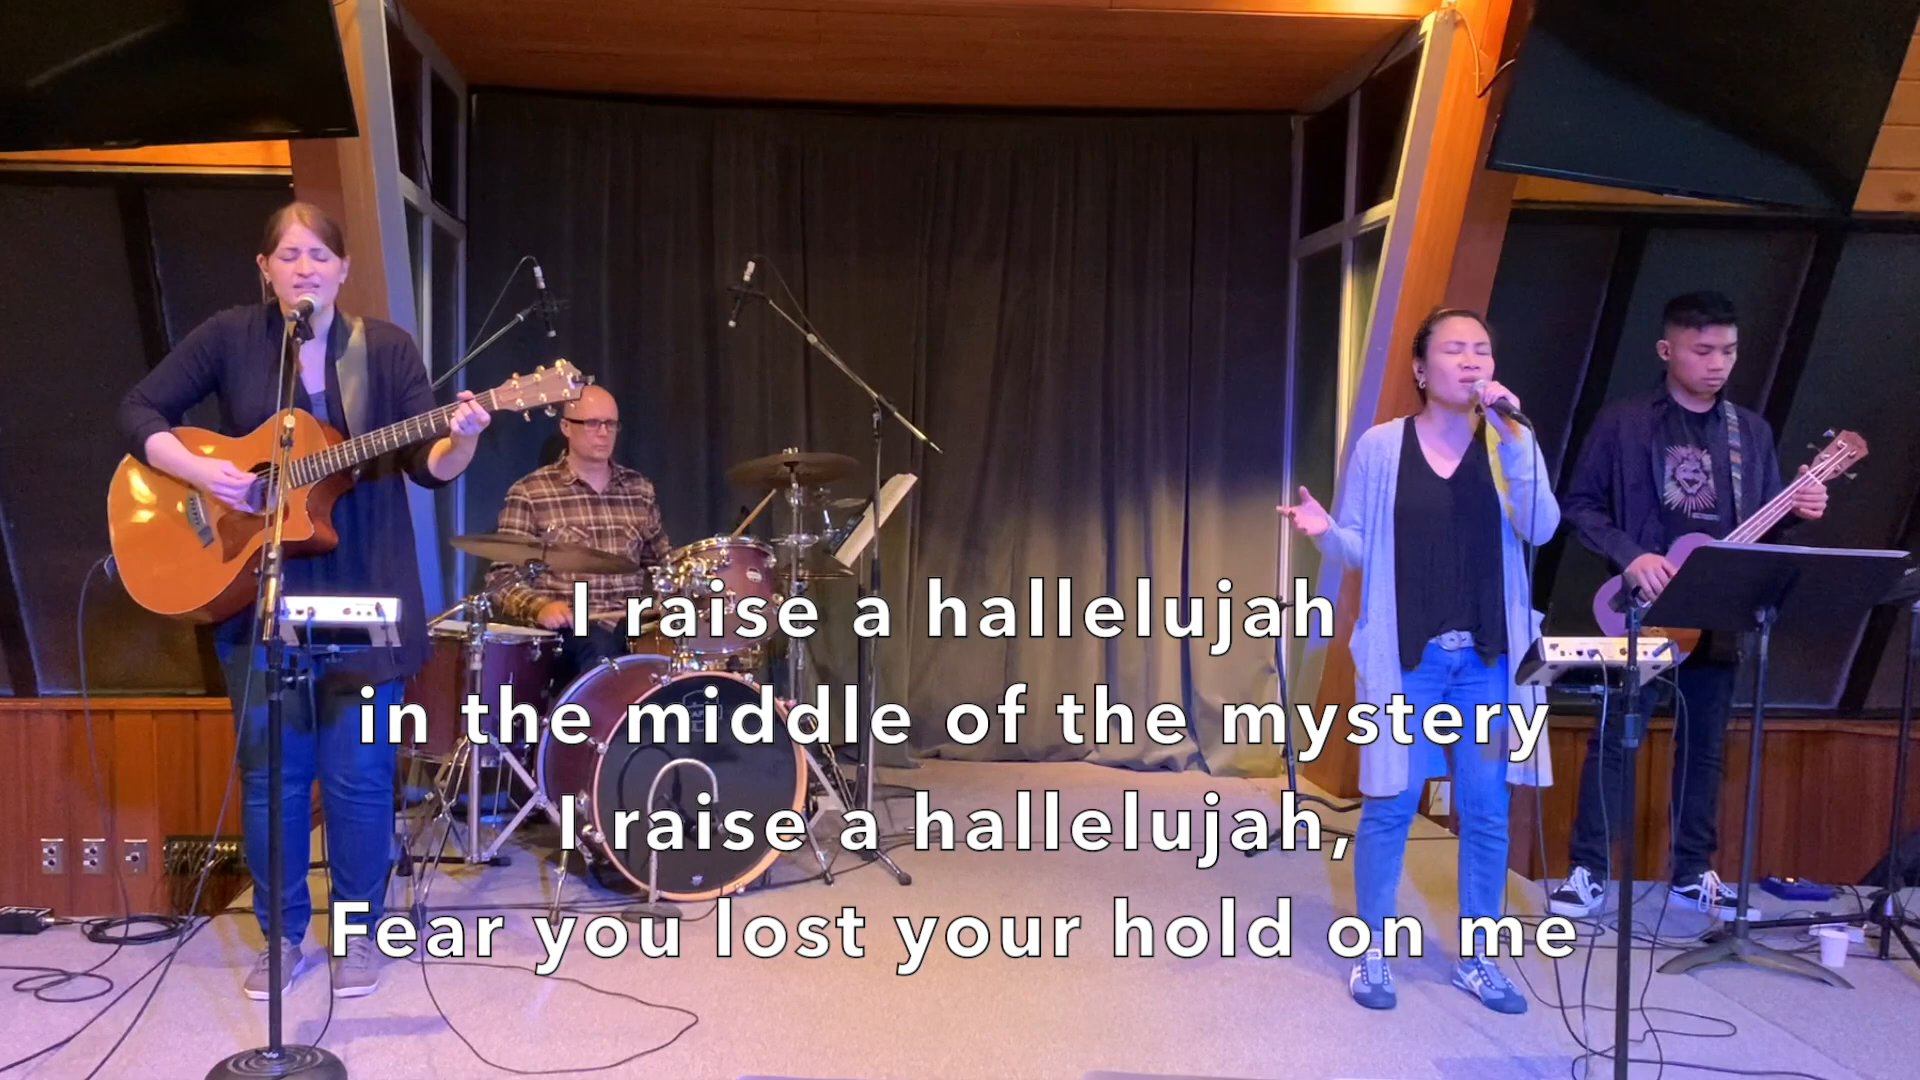 I raise a hallelujah
in the middle of the mystery
I raise a hallelujah,
Fear you lost your hold on me